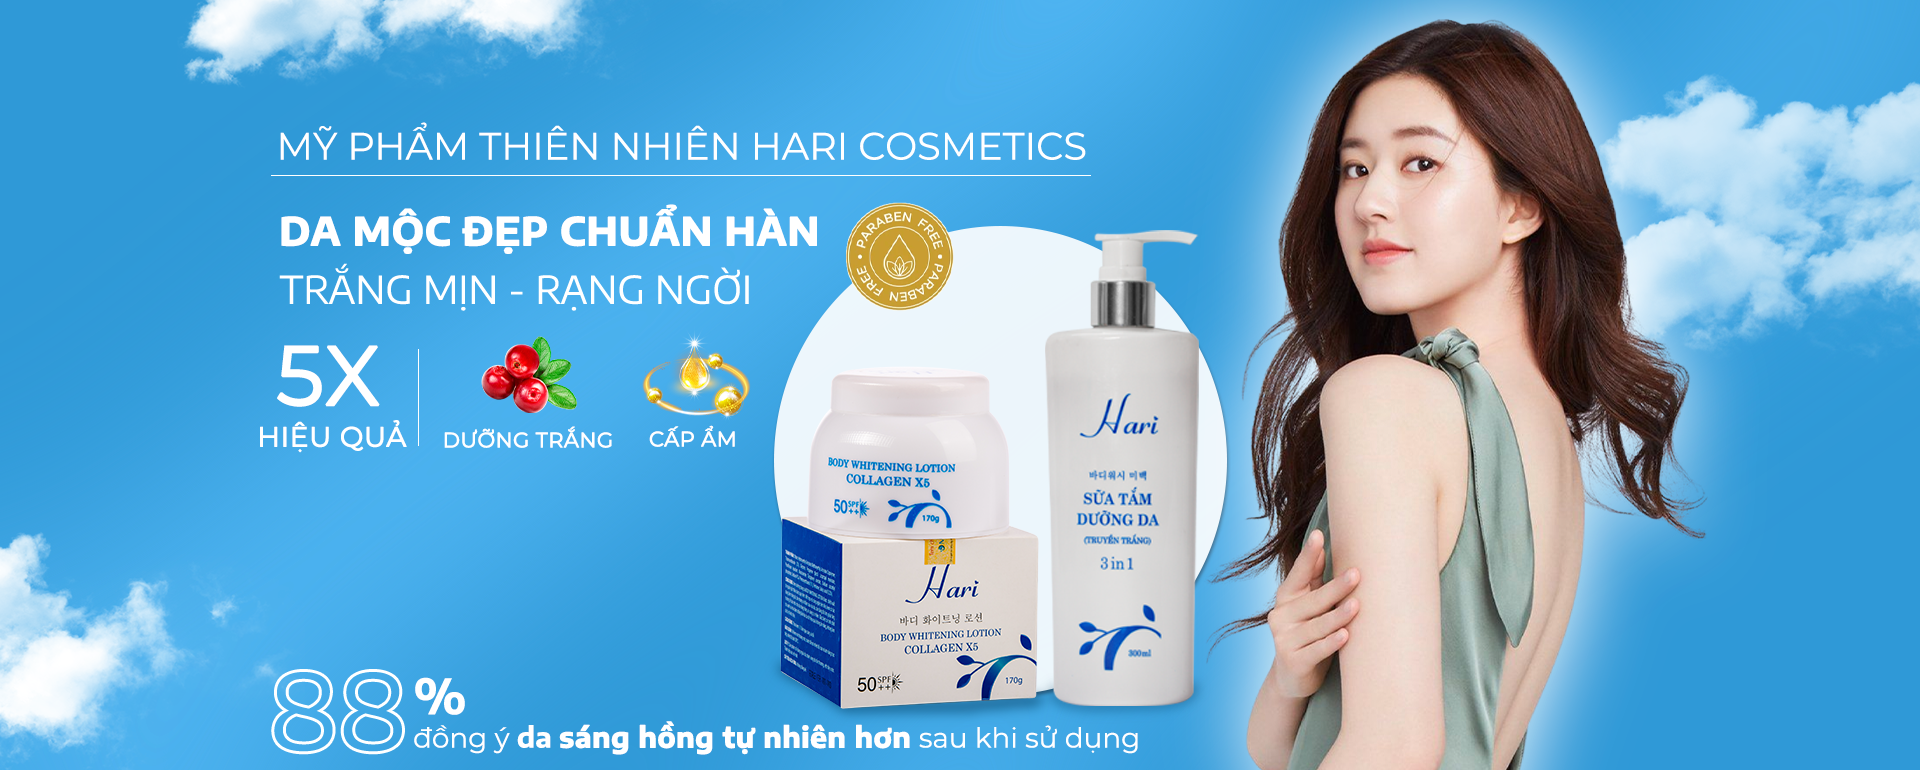 MỸ PHẨM THIÊN NHIÊN HARI COSMETICS
DA MỘC ĐẸP CHUẨN HÀN
TRẮNG MỊN - RẠNG NGỜI
PARABEN FREE • PARABEN FREE •
5X
HIỆU QUẢ
DƯỠNG TRẮNG
CẤP ẨM
BODY WHITENING LOTION
COLLAGEN X5
50 SPF ++
170g
Hari
바디 화이트닝 로션
BODY WHITENING LOTION
COLLAGEN X5
50 SPF ++
170g
Hari
바디워시 미백
SỮA TẮM
DƯỠNG DA
(TRUYỀN TRẮNG)
3 in 1
300ml
88%
đồng ý da sáng hồng tự nhiên hơn sau khi sử dụng